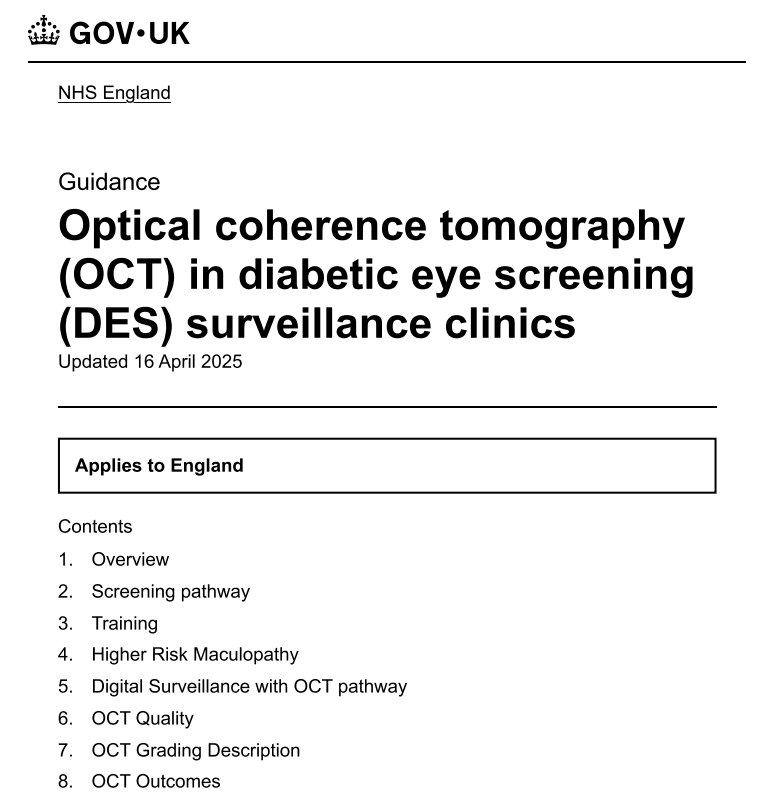 GOV•UK
NHS England
Guidance
Optical coherence tomography
(OCT) in diabetic eye screening
(DES) surveillance clinics
Updated 16 April 2025
Applies to England
Contents
1. Overview
2. Screening pathway
3. Training
4. Higher Risk Maculopathy
5. Digital Surveillance with OCT pathway
6. OCT Quality
7. OCT Grading Description
8. OCT Outcomes